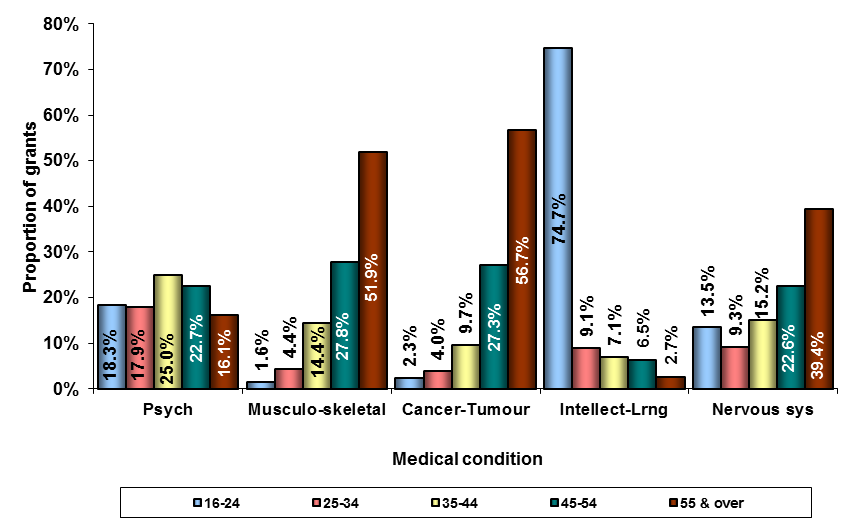 80%
70%
60%
50%
40%
30%
20%
10%
0%
Proportion of grants
18.3% 17.9% 25.0% 22.7% 16.1%
1.6% 4.4% 14.4% 27.8% 51.9%
2.3% 4.0% 9.7% 27.3% 56.7%
74.7% 9.1% 7.1% 6.5% 2.7%
13.5% 9.3% 15.2% 22.6% 39.4%
Psych Musculo-skeletal Cancer-Tumour Intellect-Lrng Nervous sys
Medical condition
16-24 25-34 35-44 45-54 55 & over